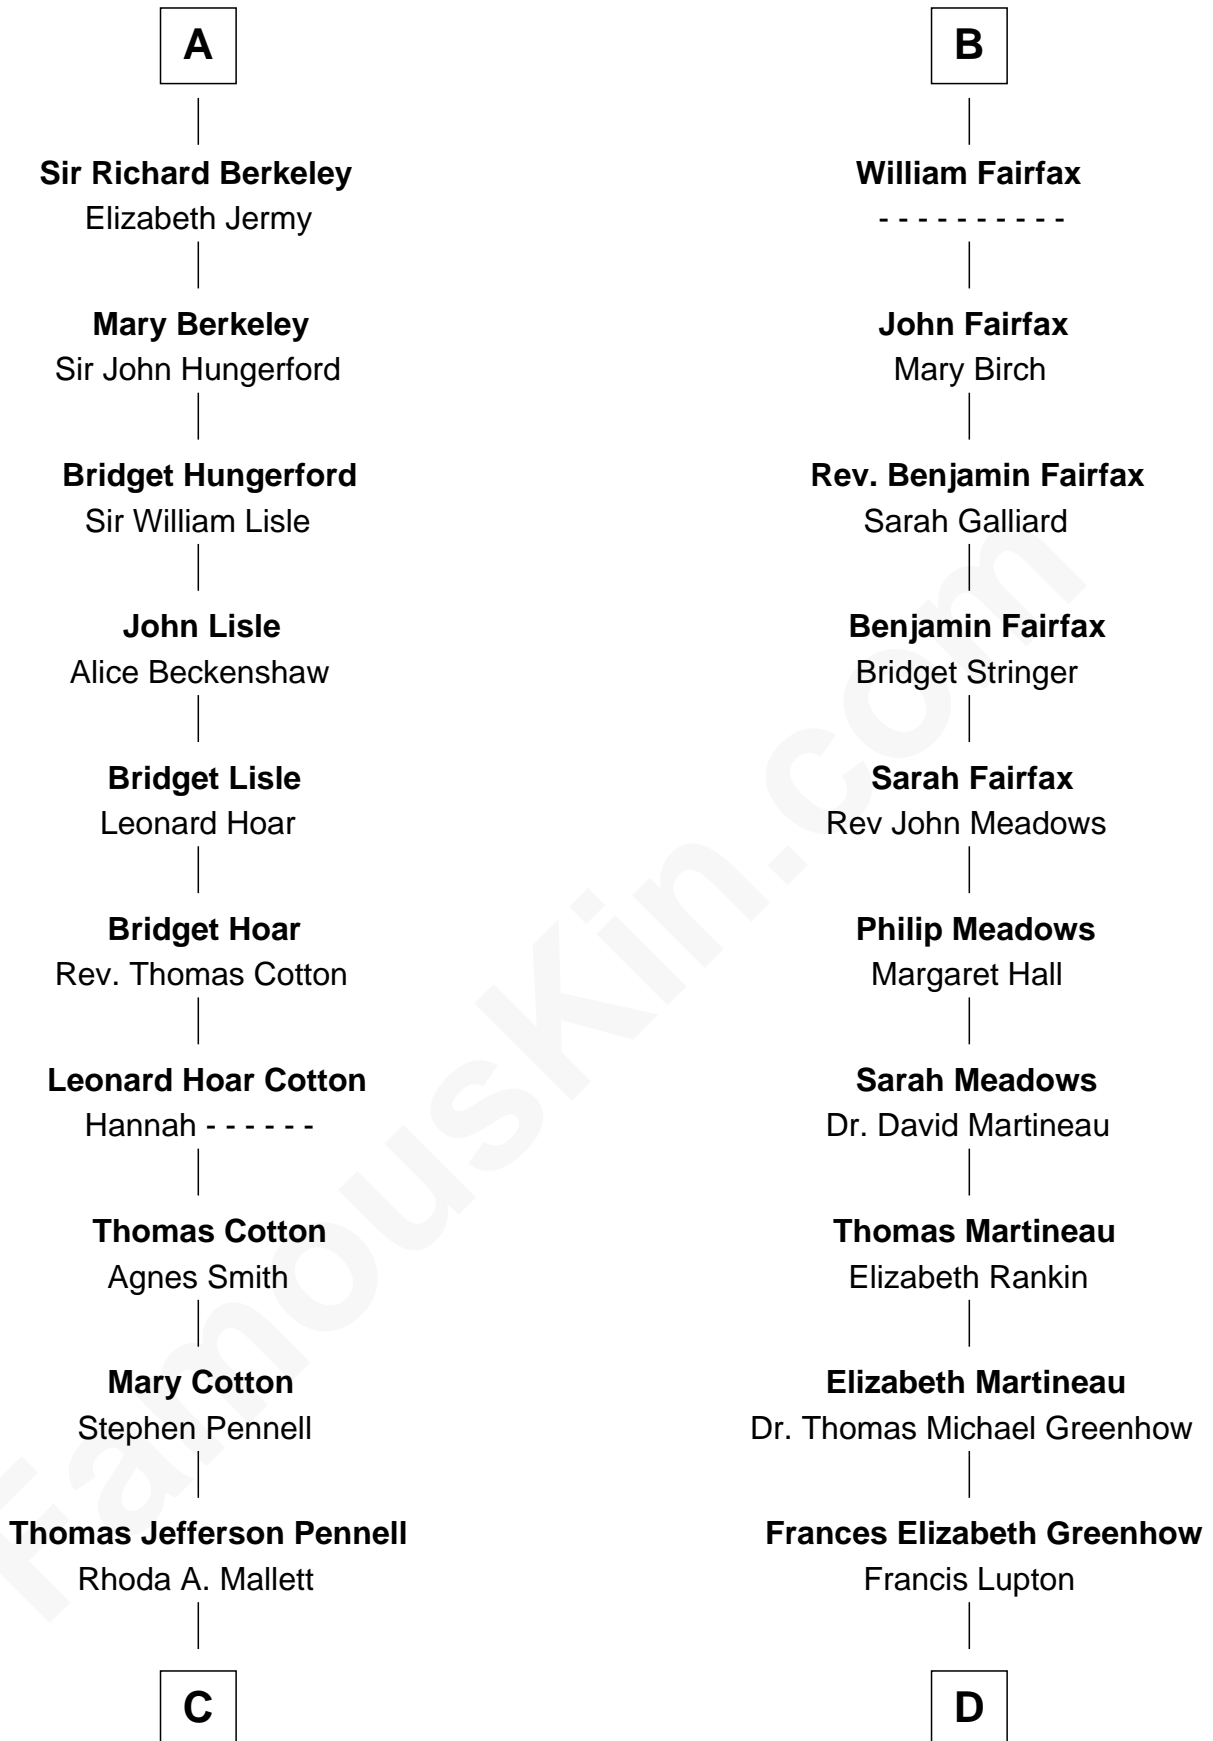 A
Sir Richard Berkeley
Elizabeth Jermy
Mary Berkeley
Sir John Hungerford
Bridget Hungerford
Sir William Lisle
John Lisle
Alice Beckenshaw
Bridget Lisle
Leonard Hoar
Bridget Hoar
Rev. Thomas Cotton
Leonard Hoar Cotton
Hannah - - - - - -
Thomas Cotton
Agnes Smith
Mary Cotton
Stephen Pennell
Thomas Jefferson Pennell
Rhoda A. Mallett
C
B
William Fairfax
- - - - - - - - - -
John Fairfax
Mary Birch
Rev. Benjamin Fairfax
Sarah Galliard
Benjamin Fairfax
Bridget Stringer
Sarah Fairfax
Rev John Meadows
Philip Meadows
Margaret Hall
Sarah Meadows
Dr. David Martineau
Thomas Martineau
Elizabeth Rankin
Elizabeth Martineau
Dr. Thomas Michael Greenhow
Frances Elizabeth Greenhow
Francis Lupton
D
FamousKin.com